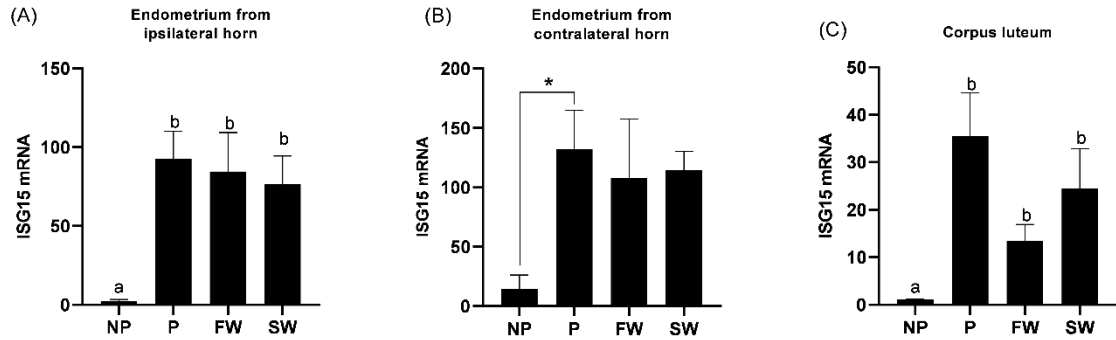 (A)
Endometrium from
ipsilateral horn
ISG15 mRNA
150
100
50
0
a
b
b
b
NP P FW SW
(B)
Endometrium from
contralateral horn
ISG15 mRNA
200
150
100
50
0
*
NP P FW SW
(C)
Corpus luteum
ISG15 mRNA
50
40
30
20
10
0
a
b
b
b
NP P FW SW